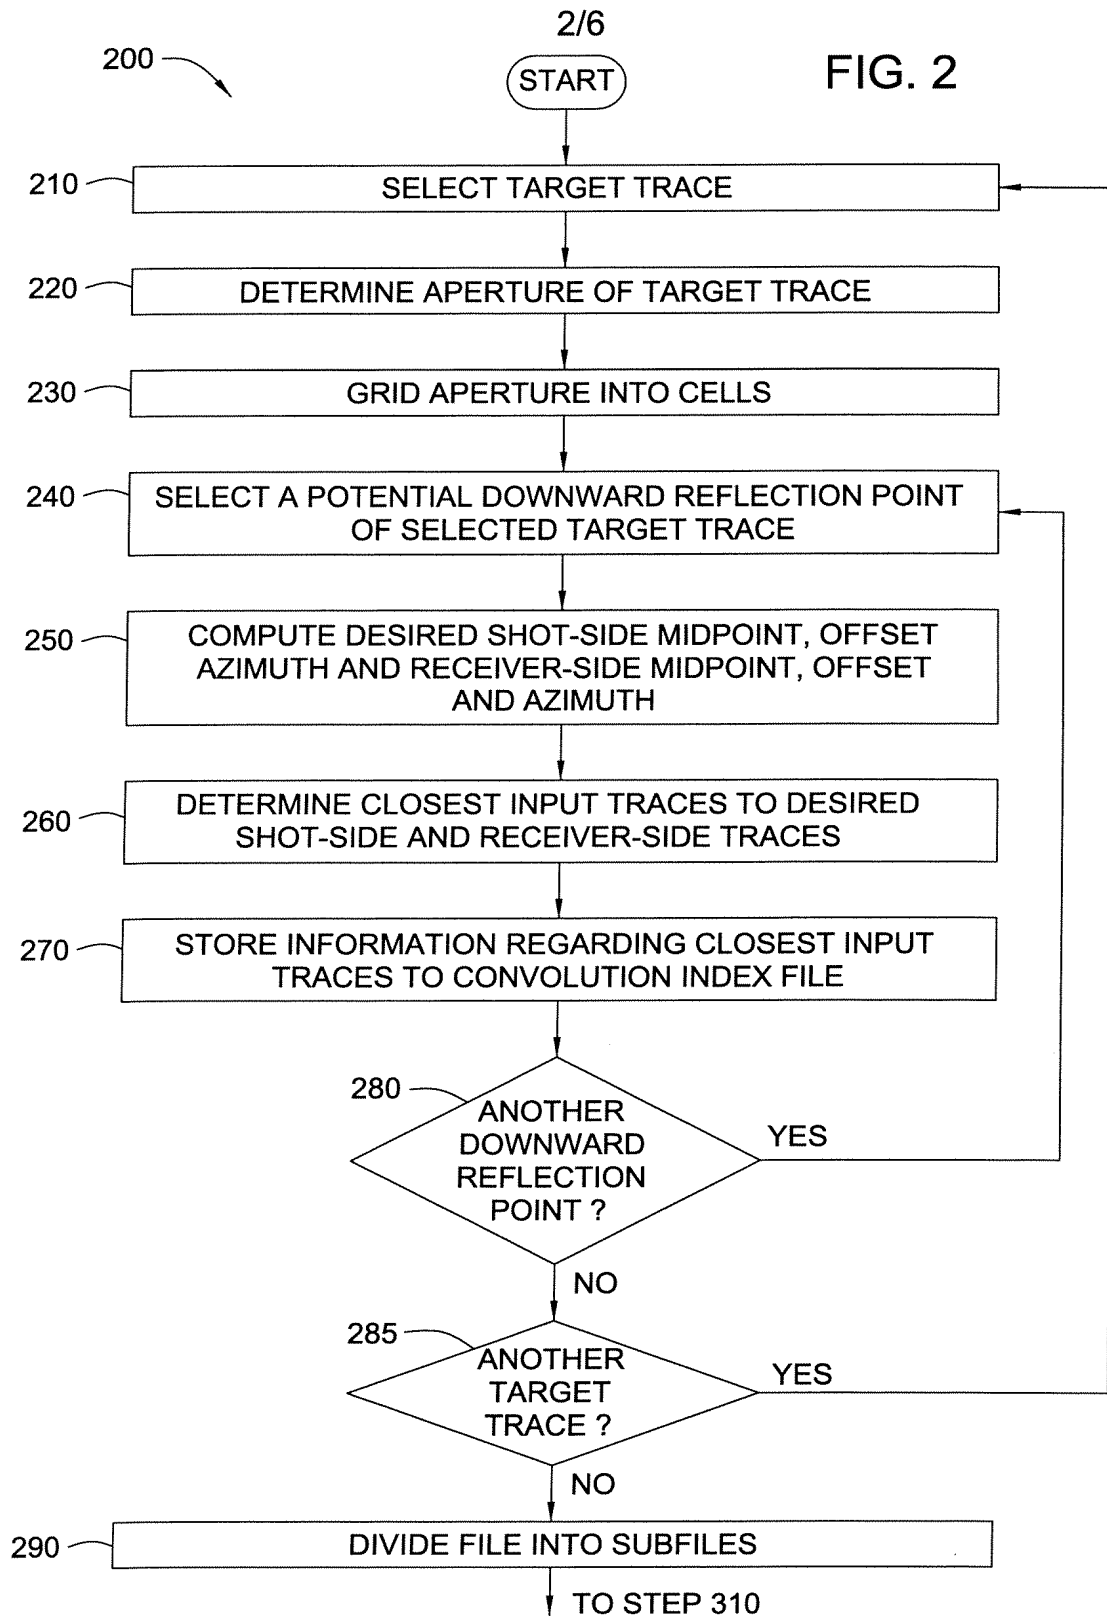 2/6
200
START
FIG. 2
210
SELECT TARGET TRACE
220
DETERMINE APERTURE OF TARGET TRACE
230
GRID APERTURE INTO CELLS
240
SELECT A POTENTIAL DOWNWARD REFLECTION POINT
OF SELECTED TARGET TRACE
250
COMPUTE DESIRED SHOT-SIDE MIDPOINT, OFFSET
AZIMUTH AND RECEIVER-SIDE MIDPOINT, OFFSET
AND AZIMUTH
260
DETERMINE CLOSEST INPUT TRACES TO DESIRED
SHOT-SIDE AND RECEIVER-SIDE TRACES
270
STORE INFORMATION REGARDING CLOSEST INPUT
TRACES TO CONVOLUTION INDEX FILE
280
ANOTHER
DOWNWARD
REFLECTION
POINT ?
YES
NO
285
ANOTHER
TARGET
TRACE ?
YES
NO
290
DIVIDE FILE INTO SUBFILES
TO STEP 310